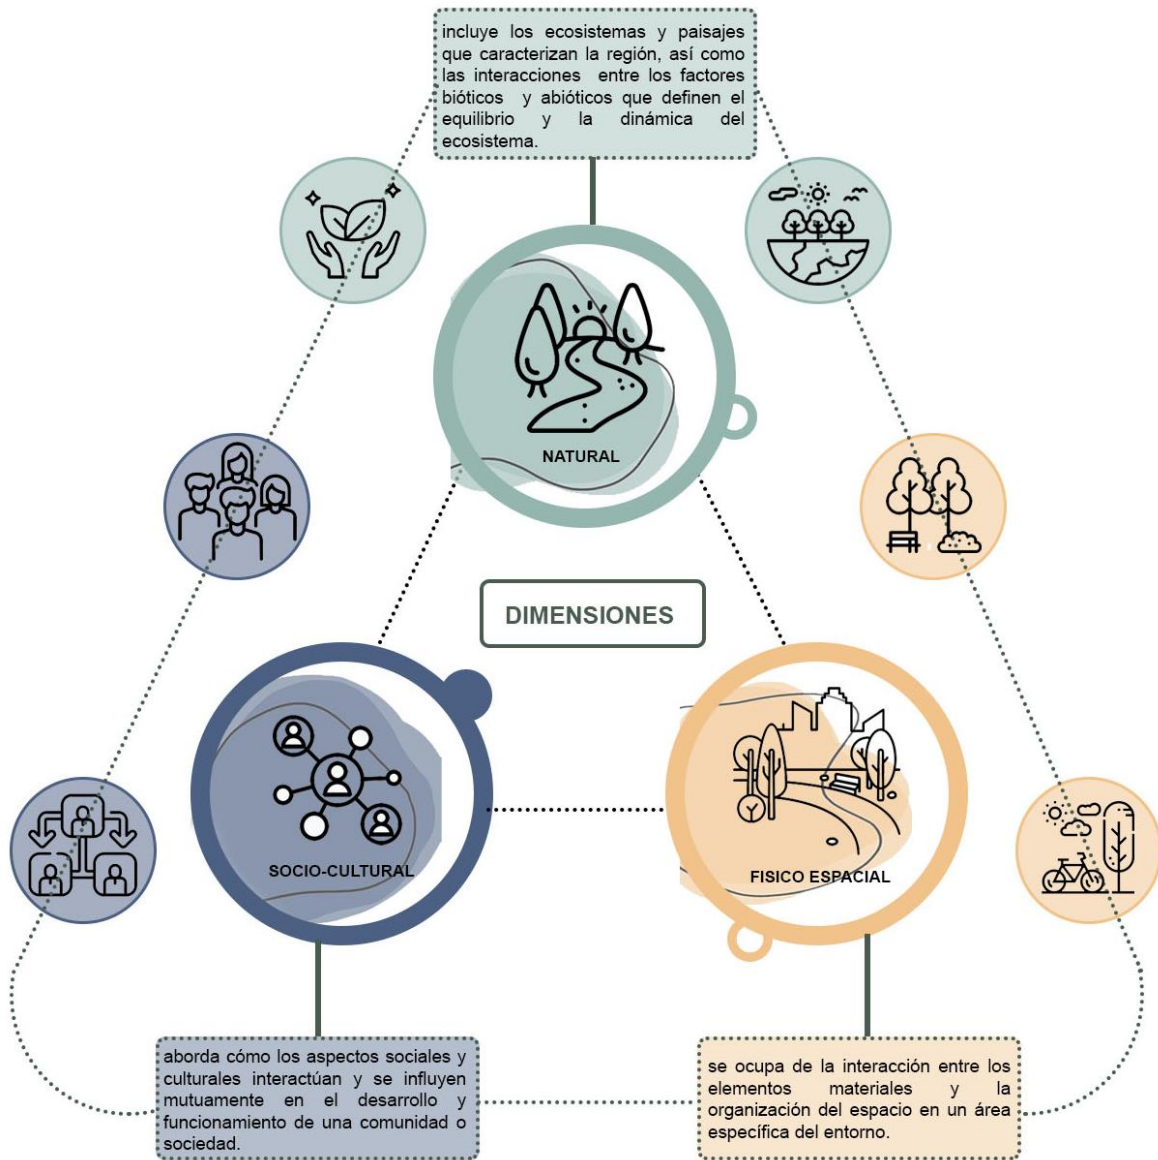 incluye los ecosistemas y paisajes
que caracterizan la región, así como
las interacciones entre los factores
bióticos y abióticos que definen el
equilibrio y la dinámica del
ecosistema.
NATURAL
DIMENSIONES
SOCIO-CULTURAL
FISICO ESPACIAL
aborda cómo los aspectos sociales y
culturales interactúan y se influyen
mutuamente en el desarrollo y
funcionamiento de una comunidad o
sociedad.
se ocupa de la interacción entre los
elementos materiales y la
organización del espacio en un área
específica del entorno.